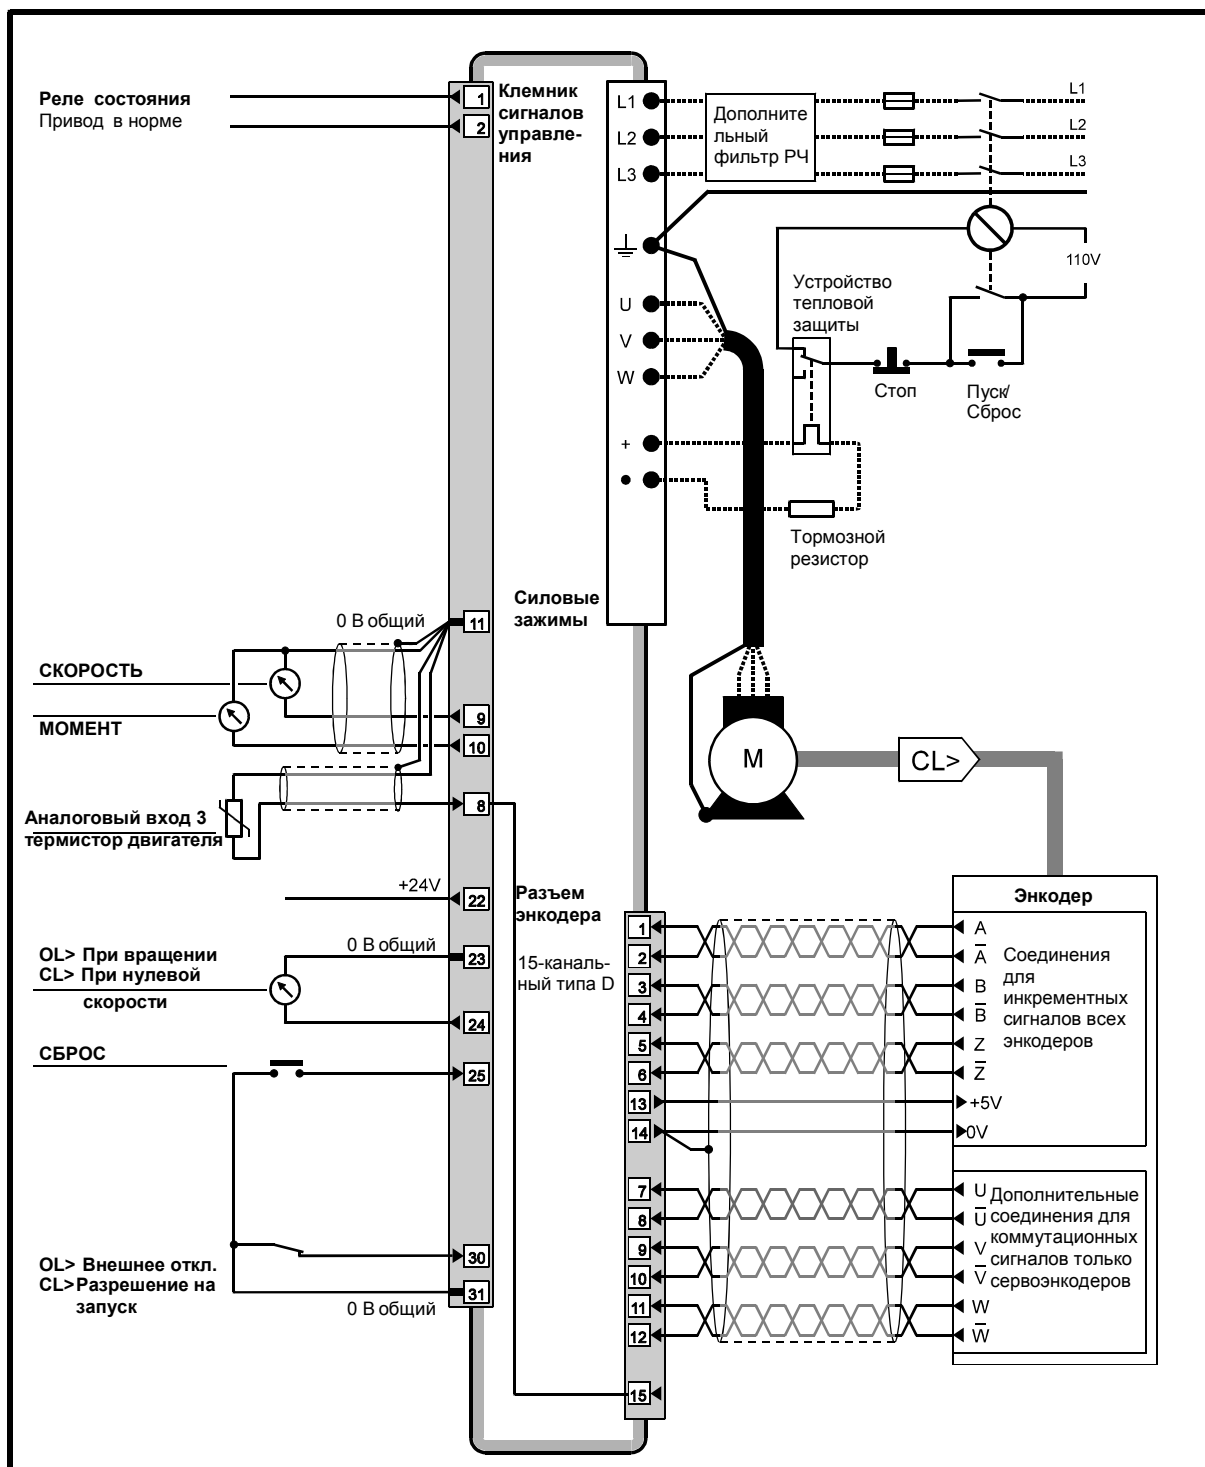 Реле состояния
Привод в норме
1
2
Клемник
сигналов
управле-
ния
L1
L2
L3
Дополните
льный
фильтр РЧ
L1
L2
L3
110V
U
V
W
+
•
Устройство
тепловой
защиты
Стоп
Пуск/
Сброс
Тормозной
резистор
Силовые
зажимы
0 В общий
11
СКОРОСТЬ
МОМЕНТ
9
10
8
Аналоговый вход 3
термистор двигателя
M
CL>
+24V
22
0 В общий
23
OL> При вращении
CL> При нулевой
скорости
24
СБРОС
25
OL> Внешнее откл.
CL>Разрешение на
запуск
30
31
0 В общий
Разъем
энкодера
15-каналь-
ный типа D
1
2
3
4
5
6
13
14
7
8
9
10
11
12
15
Энкодер
A
A̅
B
B̅
Z
Z̅
+5V
0V
Соединения
для
инкрементных
сигналов всех
энкодеров
U
U̅
V
V̅
W
W̅
Дополнительные
соединения для
коммутационных
сигналов только
сервоэнкодеров